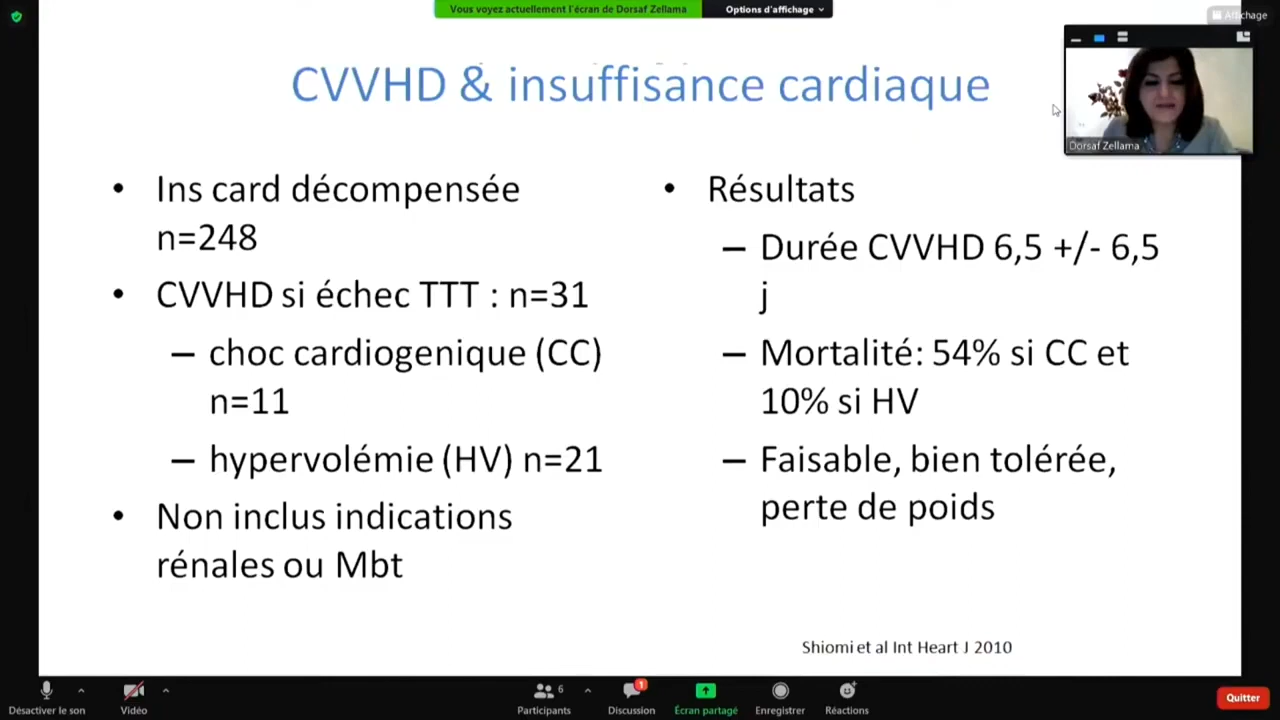 Vous voyez actuellement l'écran de Dorsaf Zellama
Options d'affichage
Affichage
CVVHD & insuffisance cardiaque
Dorsaf Zellama
• Ins card décompensée
n=248
• CVVHD si échec TTT : n=31
– choc cardiogenique (CC)
n=11
– hypervolémie (HV) n=21
• Non inclus indications
rénales ou Mbt
• Résultats
– Durée CVVHD 6,5 +/- 6,5
j
– Mortalité: 54% si CC et
10% si HV
– Faisable, bien tolérée,
perte de poids
Shiomi et al Int Heart J 2010
Désactiver le son
Vidéo
6
Participants
1
Discussion
Écran partagé
Enregistrer
Réactions
Quitter